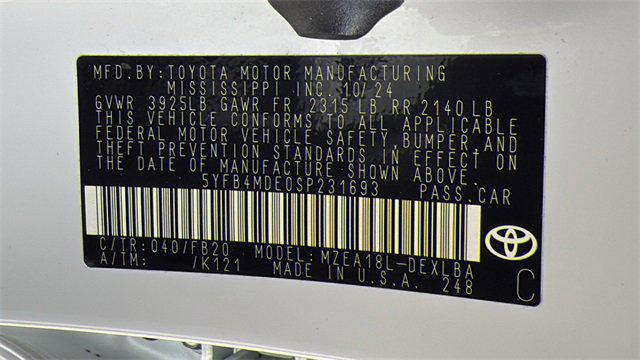 MFD. BY: TOYOTA MOTOR MANUFACTURING
MISSISSIPPI INC. 10/24
GVWR 3925LB GAWR FR 2315 LB RR 2140 LB
THIS VEHICLE CONFORMS TO ALL APPLICABLE
FEDERAL MOTOR VEHICLE SAFETY, BUMPER, AND
THEFT PREVENTION STANDARDS IN EFFECT ON
THE DATE OF MANUFACTURE SHOWN ABOVE.
5YFB4MDE0SP231693 PASS. CAR
C/TR: 040/FB20 MODEL: MZEA18L-DEXLBA
A/TM: /K121 MADE IN U.S.A. 248
C